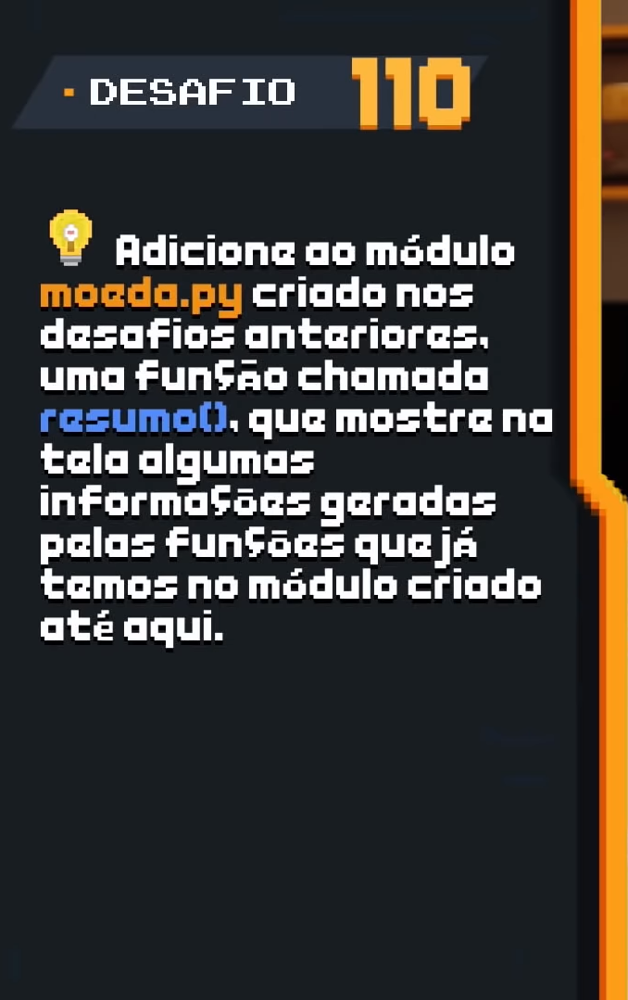 DESAFIO 110
Adicione ao módulo
moeda.py criado nos
desafios anteriores,
uma função chamada
resumo(), que mostre na
tela algumas
informações geradas
pelas funções que já
temos no módulo criado
até aqui.